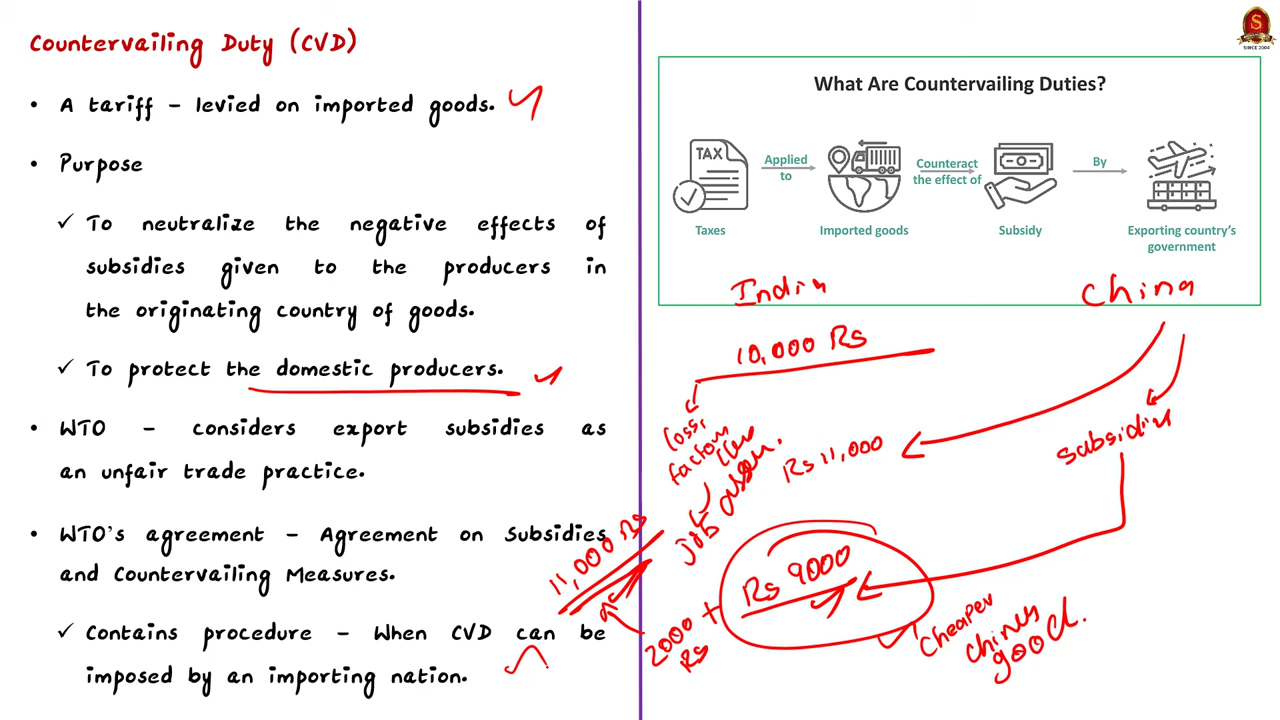 Countervailing Duty (CVD)
• A tariff – levied on imported goods.
• Purpose
✓ To neutralize the negative effects of
subsidies given to the producers in
the originating country of goods.
✓ To protect the domestic producers.
• WTO – considers export subsidies as
an unfair trade practice.
• WTO's agreement – Agreement on Subsidies
and Countervailing Measures.
✓ Contains procedure – When CVD can be
imposed by an importing nation.
S
SINCE 2004
What Are Countervailing Duties?
TAX
Applied
to
Counteract
the effect of
By
Taxes
Imported goods
Subsidy
Exporting country's
government
India
China
10,000 Rs
Loss,
Rs 11,000
job
11,000 Rs
Rs 9000
2000 +
Rs
cheaper
good.